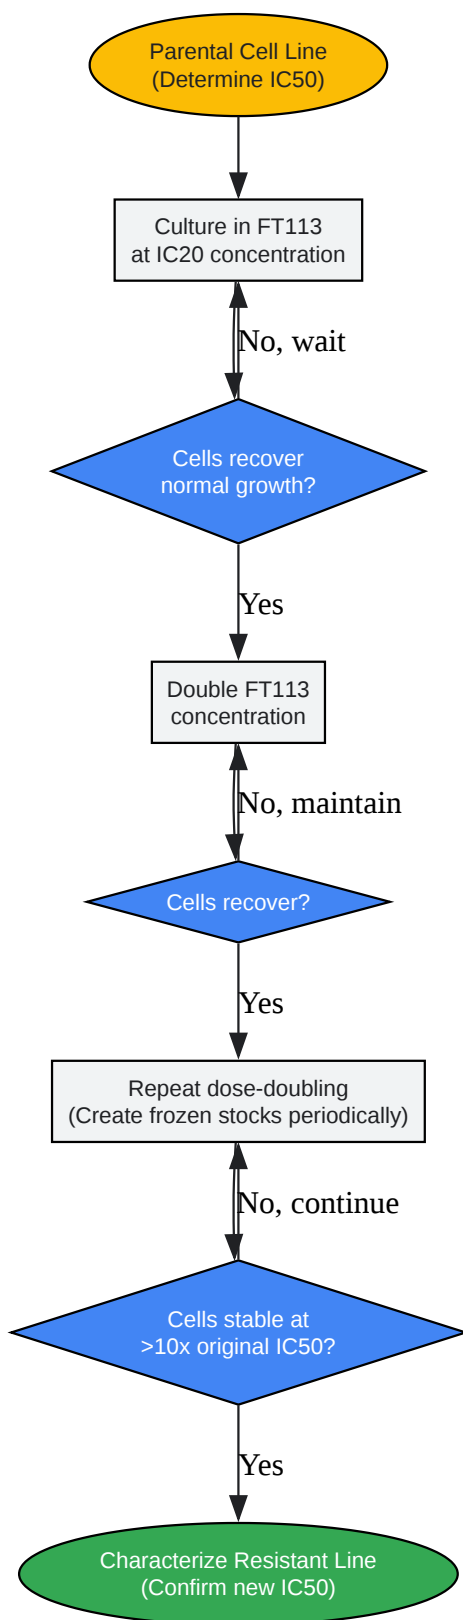 Parental Cell Line
(Determine IC50)
Culture in FT113
at IC20 concentration
No, wait
Cells recover
normal growth?
Yes
Double FT113
concentration
No, maintain
Cells recover?
Yes
Repeat dose-doubling
(Create frozen stocks periodically)
No, continue
Cells stable at
>10x original IC50?
Yes
Characterize Resistant Line
(Confirm new IC50)